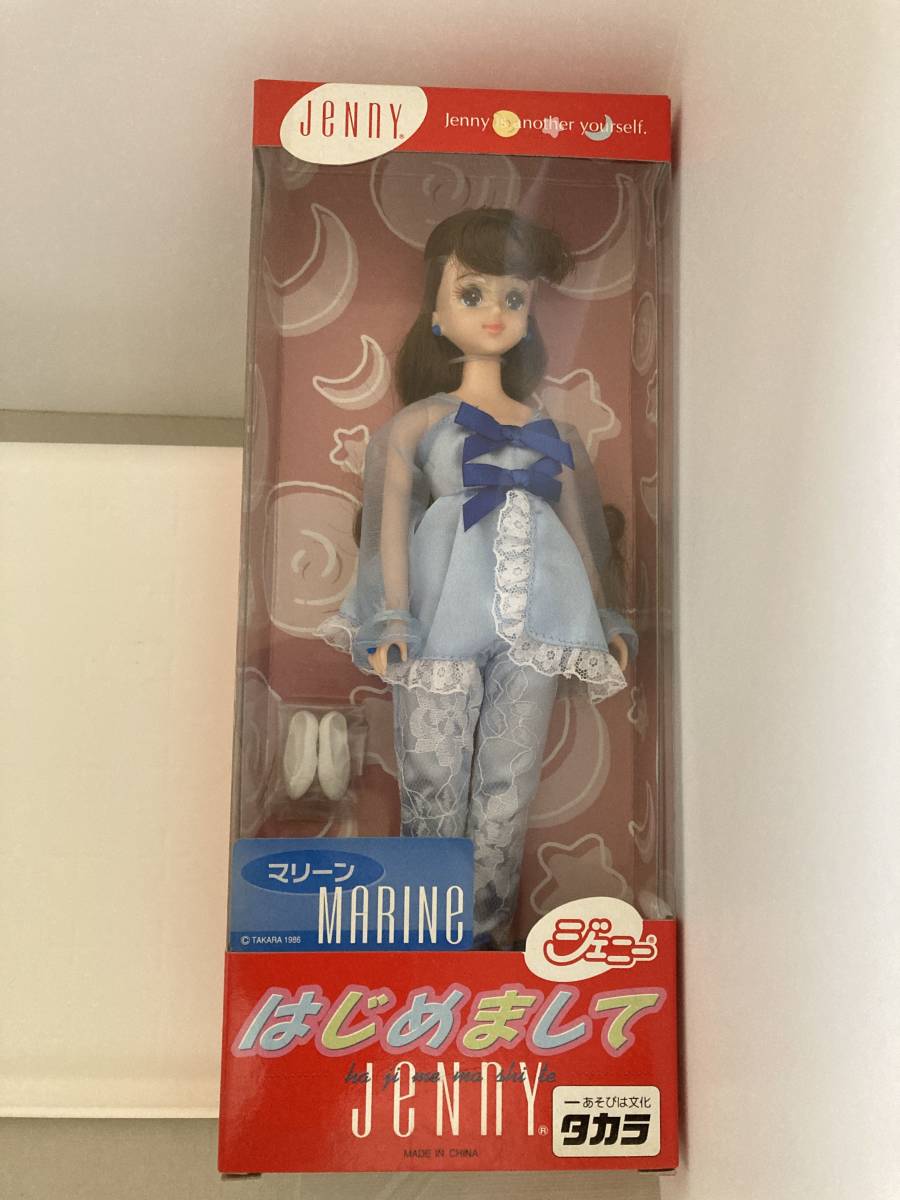 JeNNY®
Jenny is another yourself.
マリーン
MARINe
© TAKARA 1986
ジェニー®
はじめまして
ha ji me ma shi te
JeNNY®
ーあそびは文化
タカラ
MADE IN CHINA